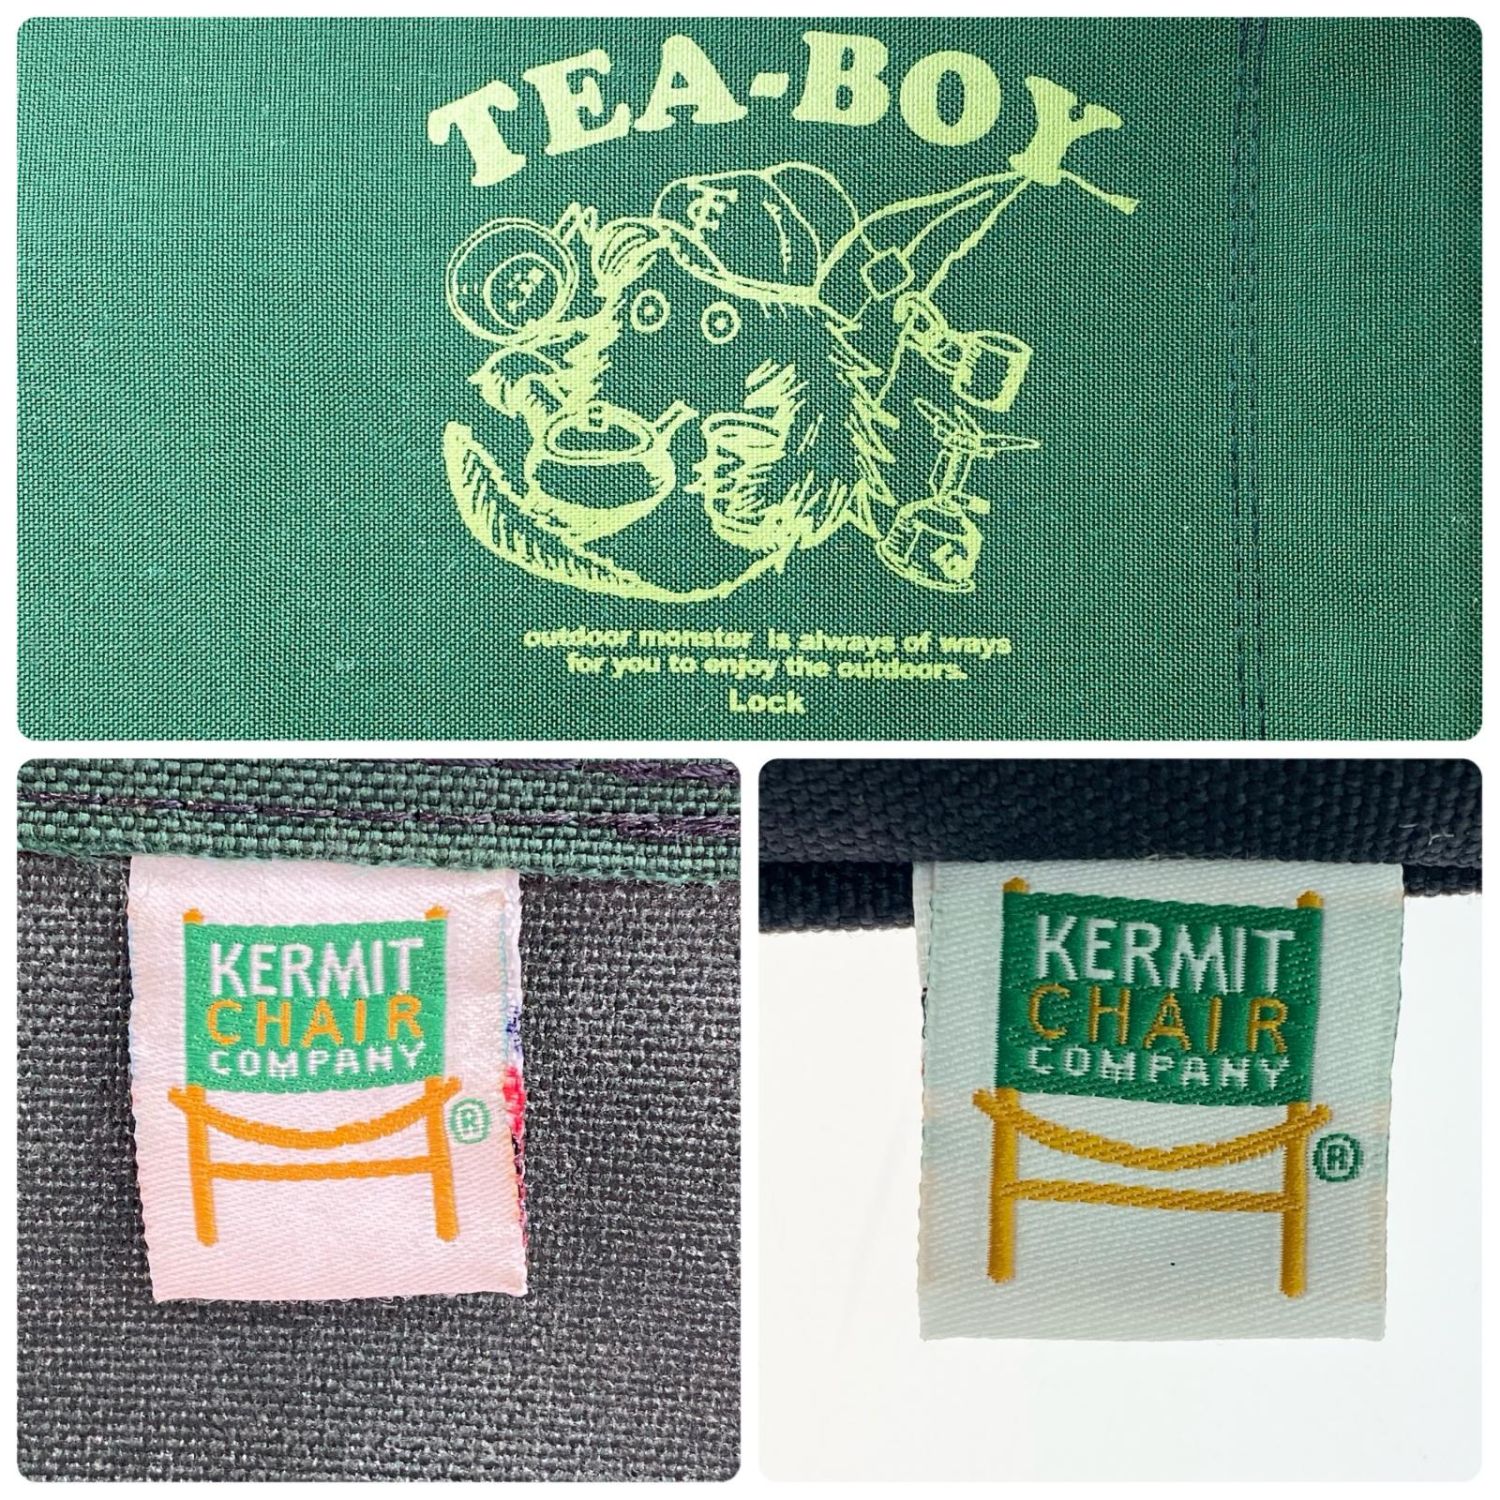 TEA-BOY
outdoor monster is always of ways
for you to enjoy the outdoors.
Lock
KERMIT
CHAIR
COMPANY
®
KERMIT
CHAIR
COMPANY
®